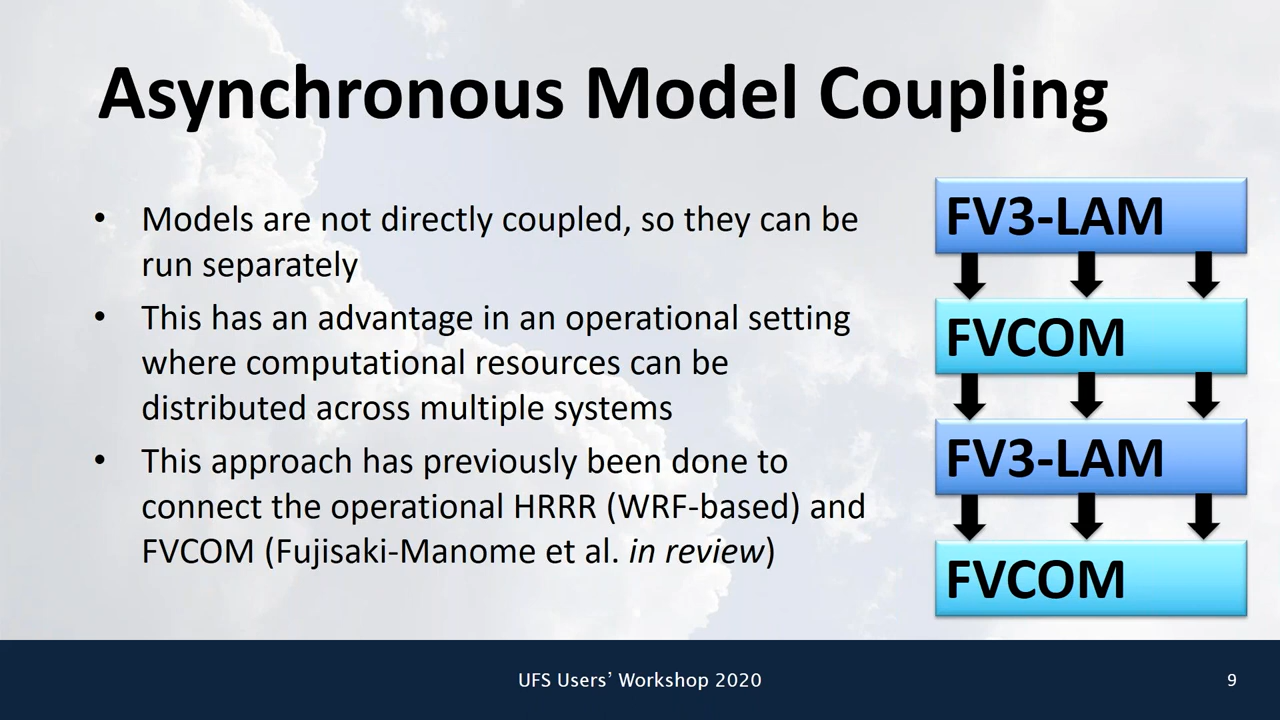 Asynchronous Model Coupling
• Models are not directly coupled, so they can be
run separately
• This has an advantage in an operational setting
where computational resources can be
distributed across multiple systems
• This approach has previously been done to
connect the operational HRRR (WRF-based) and
FVCOM (Fujisaki-Manome et al. in review)
FV3-LAM
FVCOM
FV3-LAM
FVCOM
UFS Users’ Workshop 2020
9